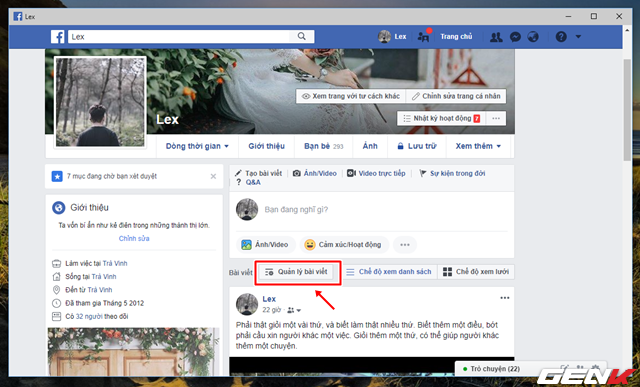 Lex
Lex
Lex
Trang chủ
Xem trang với tư cách khác
Chỉnh sửa trang cá nhân
Lex
Nhật ký hoạt động 7
Dòng thời gian
Giới thiệu
Bạn bè 293
Ảnh
Lưu trữ
Xem thêm
7 mục đang chờ bạn xét duyệt
Tạo bài viết
Ảnh/Video
Video trực tiếp
Sự kiện trong đời
Q&A
Giới thiệu
Ta vốn bí ẩn như kẻ điên trong những thành thị lớn.
Chỉnh sửa
Bạn đang nghĩ gì?
Ảnh/Video
Cảm xúc/Hoạt động
Làm việc tại Trà Vinh
Sống tại Trà Vinh
Đến từ Trà Vinh
Đã tham gia Tháng 5 2012
Có 32 người theo dõi
Bài viết
Quản lý bài viết
Chế độ xem danh sách
Chế độ xem lưới
Lex
22 giờ
Phải thật giỏi một vài thứ, và biết làm thật nhiều thứ. Biết thêm một điều, bớt
phải cầu xin người khác một việc. Giỏi thêm một thứ, có thể giúp người khác
thêm một chuyện.
Trò chuyện (22)
GENK